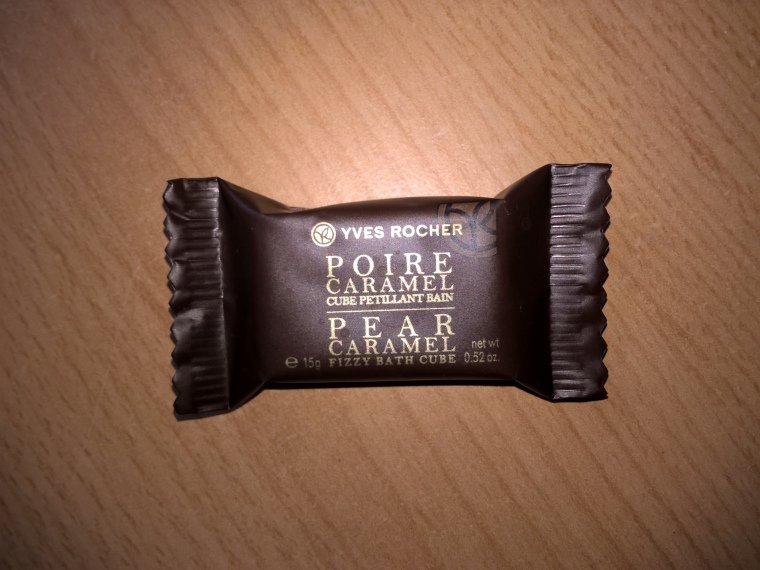 YVES ROCHER
POIRE
CARAMEL
CUBE PETILLANT BAIN
PEAR
CARAMEL
FIZZY BATH CUBE
℮ 15g
net wt
0.52 oz.